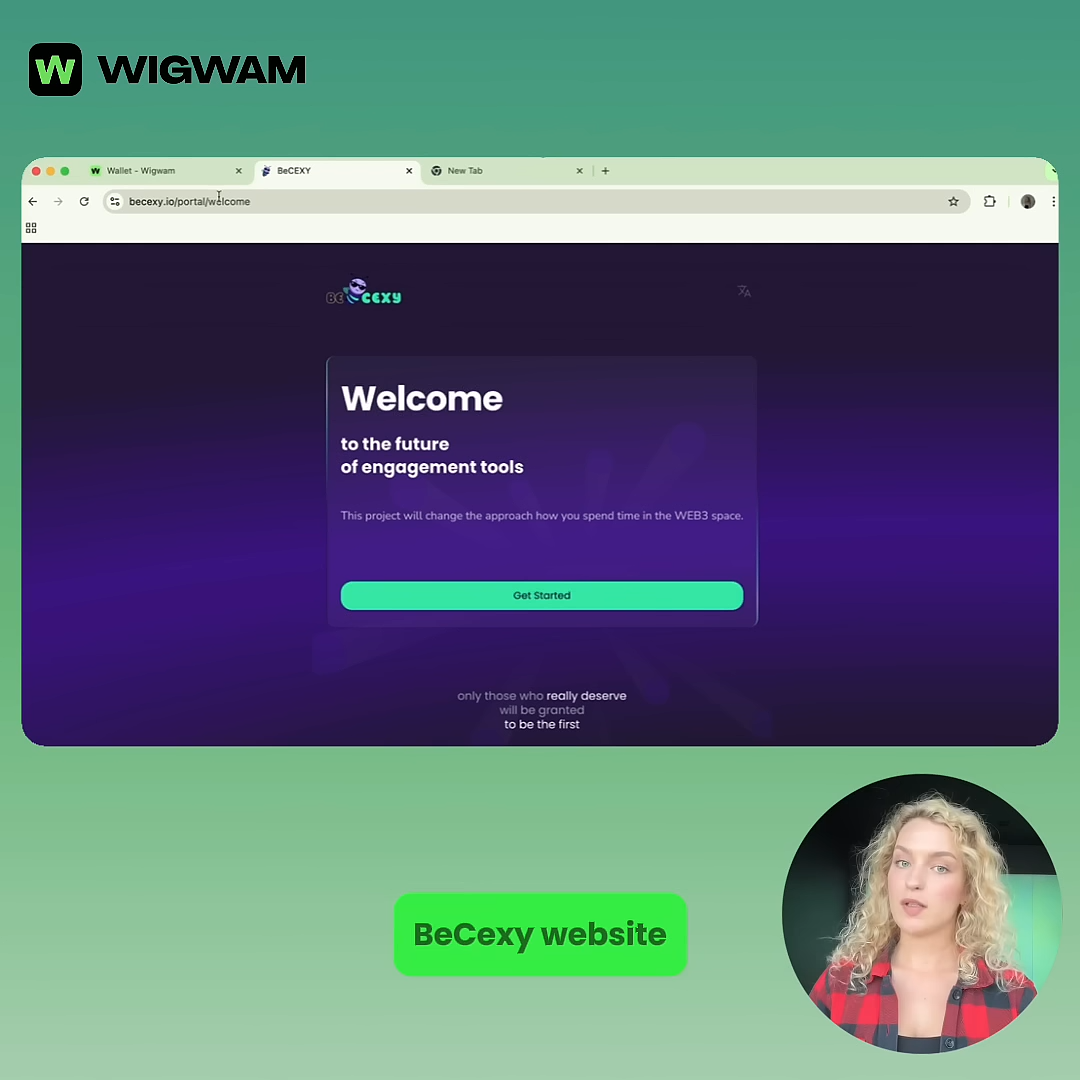 W WIGWAM
W Wallet - Wigwam
BeCEXY
New Tab
becexy.io/portal/welcome
BE CEXY
Welcome
to the future
of engagement tools
This project will change the approach how you spend time in the WEB3 space.
Get Started
only those who really deserve
will be granted
to be the first
BeCexy website